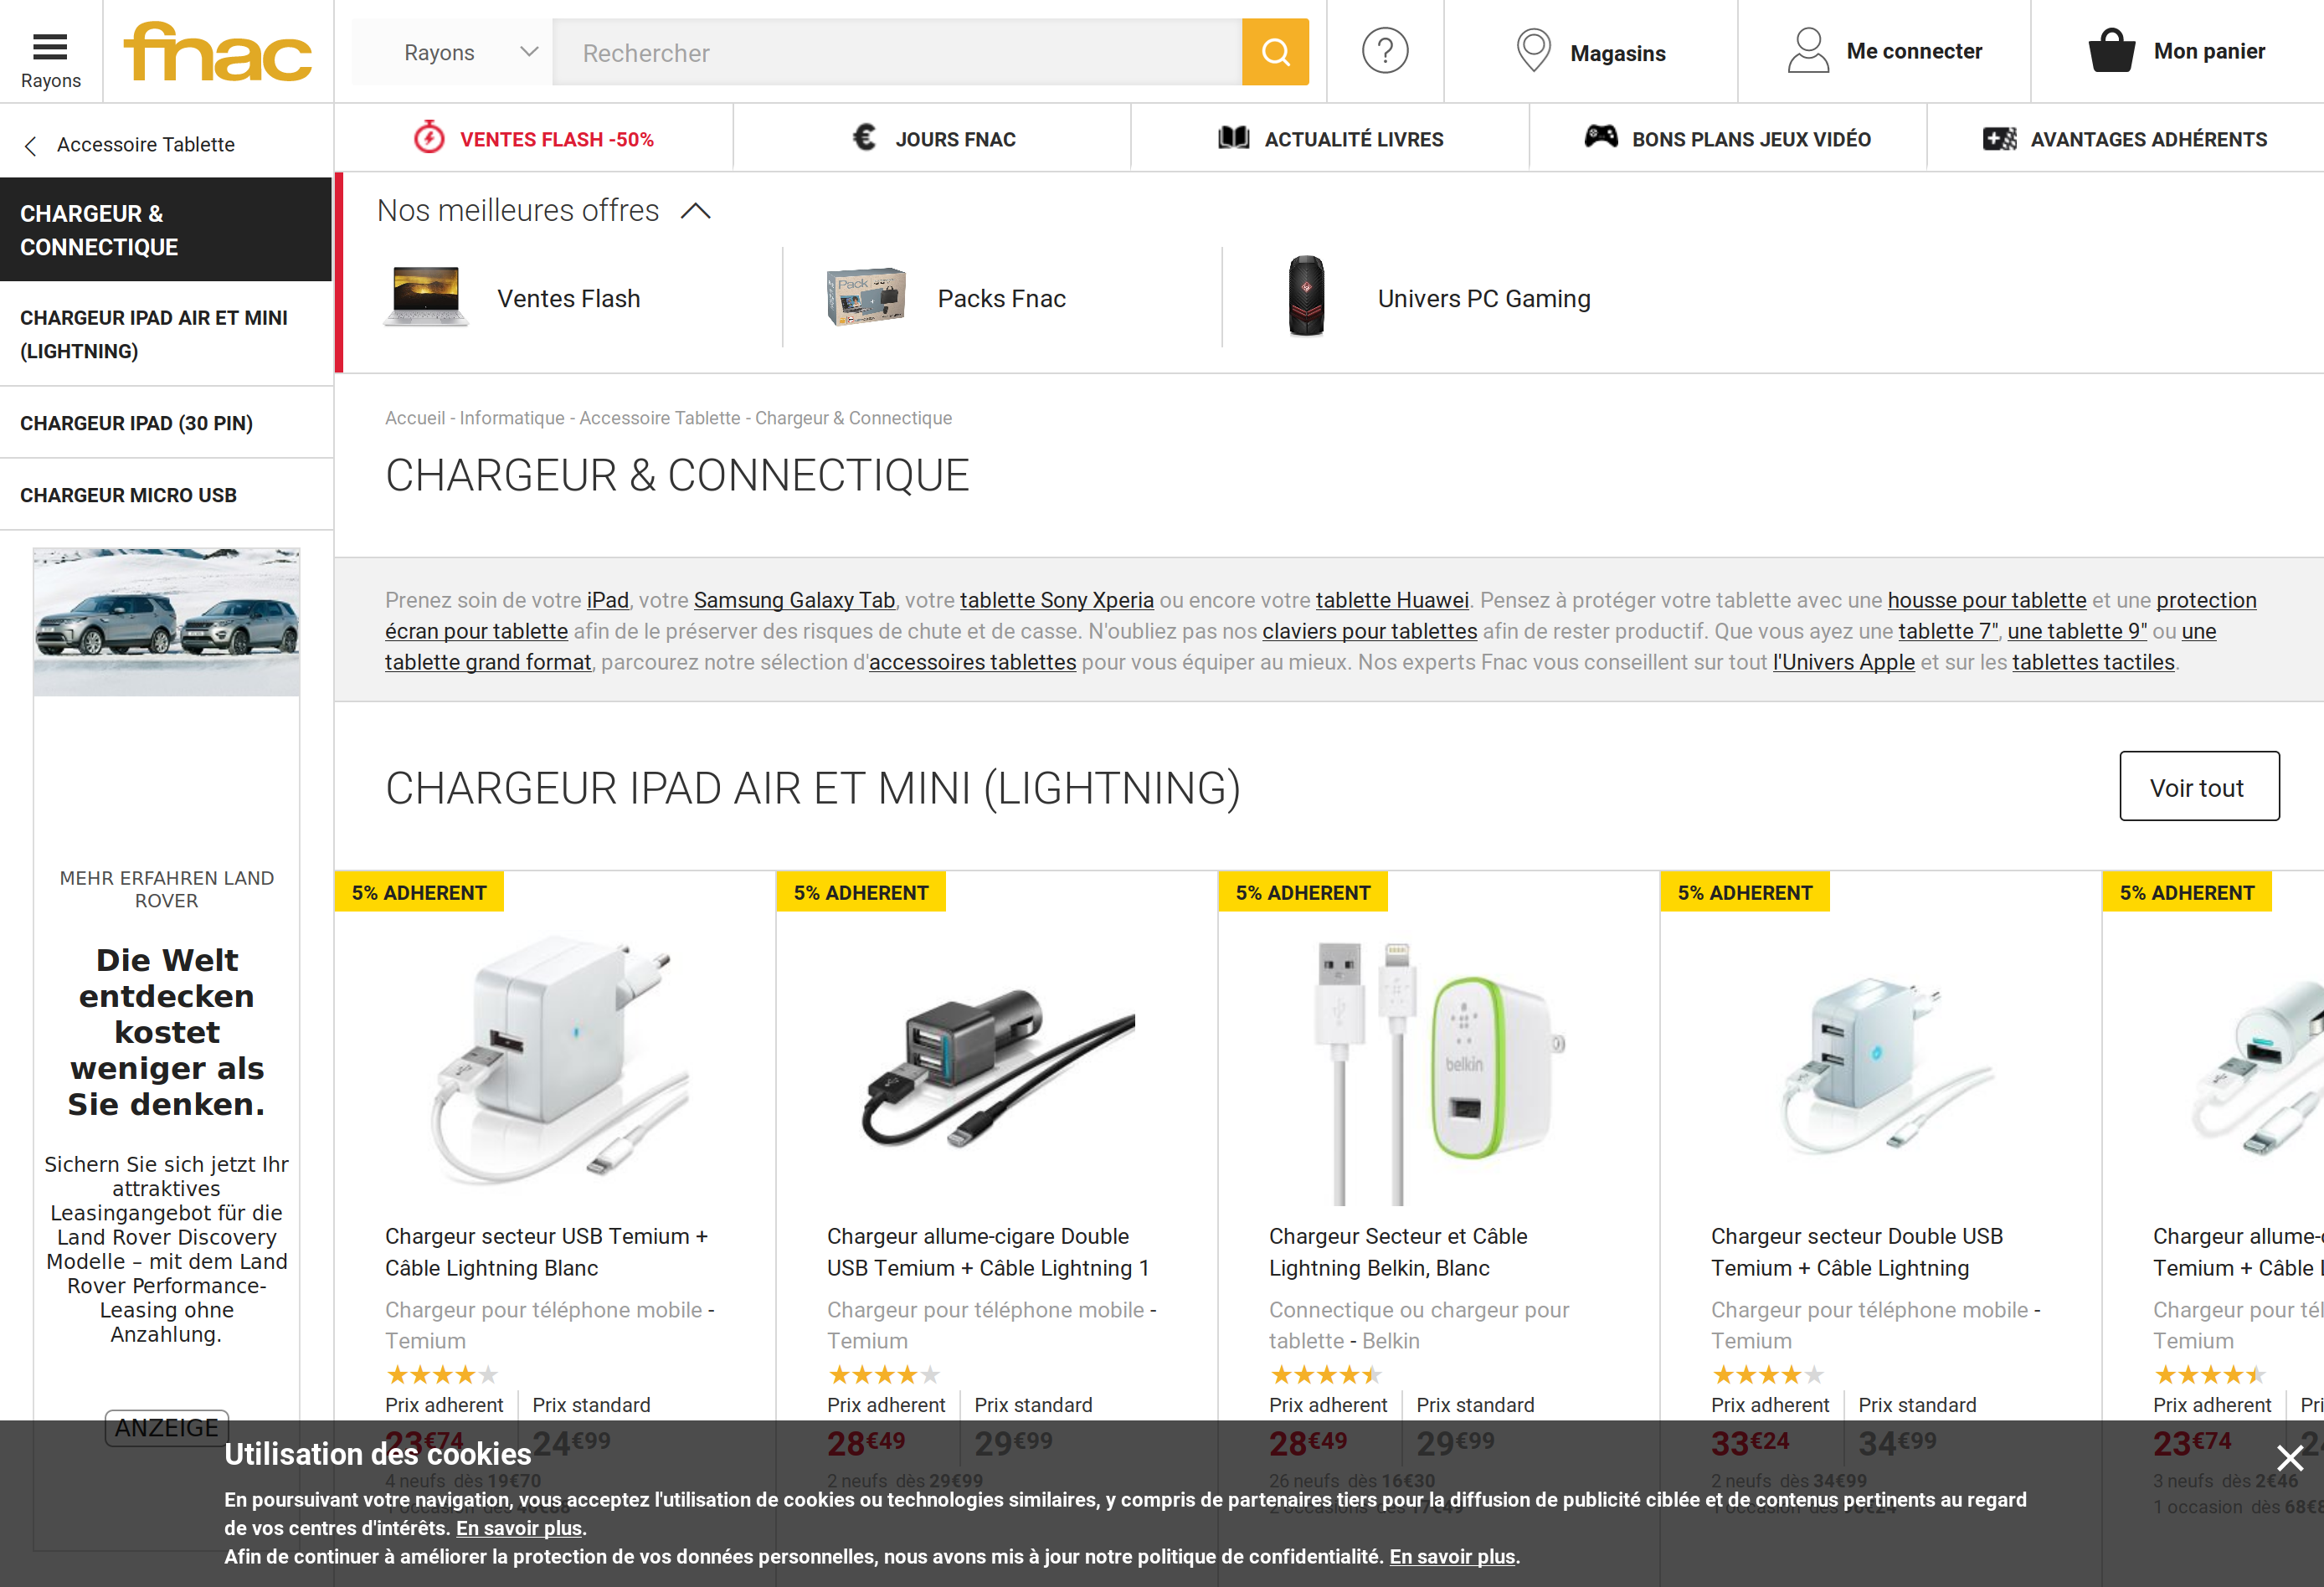 Rayons
fnac
Rayons
Rechercher
?
Magasins
Me connecter
Mon panier
VENTES FLASH -50%
JOURS FNAC
ACTUALITÉ LIVRES
BONS PLANS JEUX VIDÉO
AVANTAGES ADHÉRENTS
Accessoire Tablette
CHARGEUR &
CONNECTIQUE
CHARGEUR IPAD AIR ET MINI
(LIGHTNING)
CHARGEUR IPAD (30 PIN)
CHARGEUR MICRO USB
MEHR ERFAHREN LAND
ROVER
Die Welt
entdecken
kostet
weniger als
Sie denken.
Sichern Sie sich jetzt Ihr
attraktives
Leasingangebot für die
Land Rover Discovery
Modelle – mit dem Land
Rover Performance-
Leasing ohne
Anzahlung.
ANZEIGE
Nos meilleures offres
Ventes Flash
Pack
Packs Fnac
Univers PC Gaming
Accueil - Informatique - Accessoire Tablette - Chargeur & Connectique
CHARGEUR & CONNECTIQUE
Prenez soin de votre iPad, votre Samsung Galaxy Tab, votre tablette Sony Xperia ou encore votre tablette Huawei. Pensez à protéger votre tablette avec une housse pour tablette et une protection
écran pour tablette afin de le préserver des risques de chute et de casse. N'oubliez pas nos claviers pour tablettes afin de rester productif. Que vous ayez une tablette 7", une tablette 9" ou une
tablette grand format, parcourez notre sélection d'accessoires tablettes pour vous équiper au mieux. Nos experts Fnac vous conseillent sur tout l'Univers Apple et sur les tablettes tactiles.
CHARGEUR IPAD AIR ET MINI (LIGHTNING)
Voir tout
5% ADHERENT
Chargeur secteur USB Temium +
Câble Lightning Blanc
Chargeur pour téléphone mobile -
Temium
Prix adherent
Prix standard
23€74
24€99
4 neufs dès 19€70
5% ADHERENT
Chargeur allume-cigare Double
USB Temium + Câble Lightning 1
Chargeur pour téléphone mobile -
Temium
Prix adherent
Prix standard
28€49
29€99
2 neufs dès 29€99
5% ADHERENT
belkin
Chargeur Secteur et Câble
Lightning Belkin, Blanc
Connectique ou chargeur pour
tablette - Belkin
Prix adherent
Prix standard
28€49
29€99
26 neufs dès 16€30
5% ADHERENT
Chargeur secteur Double USB
Temium + Câble Lightning
Chargeur pour téléphone mobile -
Temium
Prix adherent
Prix standard
33€24
34€99
2 neufs dès 34€99
5% ADHERENT
Chargeur allume-
Temium + Câble
Chargeur pour tél
Temium
Prix adherent
Pri
23€74
3 neufs dès 2€46
1 occasion dès 68€
Utilisation des cookies
En poursuivant votre navigation, vous acceptez l'utilisation de cookies ou technologies similaires, y compris de partenaires tiers pour la diffusion de publicité ciblée et de contenus pertinents au regard
de vos centres d'intérêts. En savoir plus.
Afin de continuer à améliorer la protection de vos données personnelles, nous avons mis à jour notre politique de confidentialité. En savoir plus.